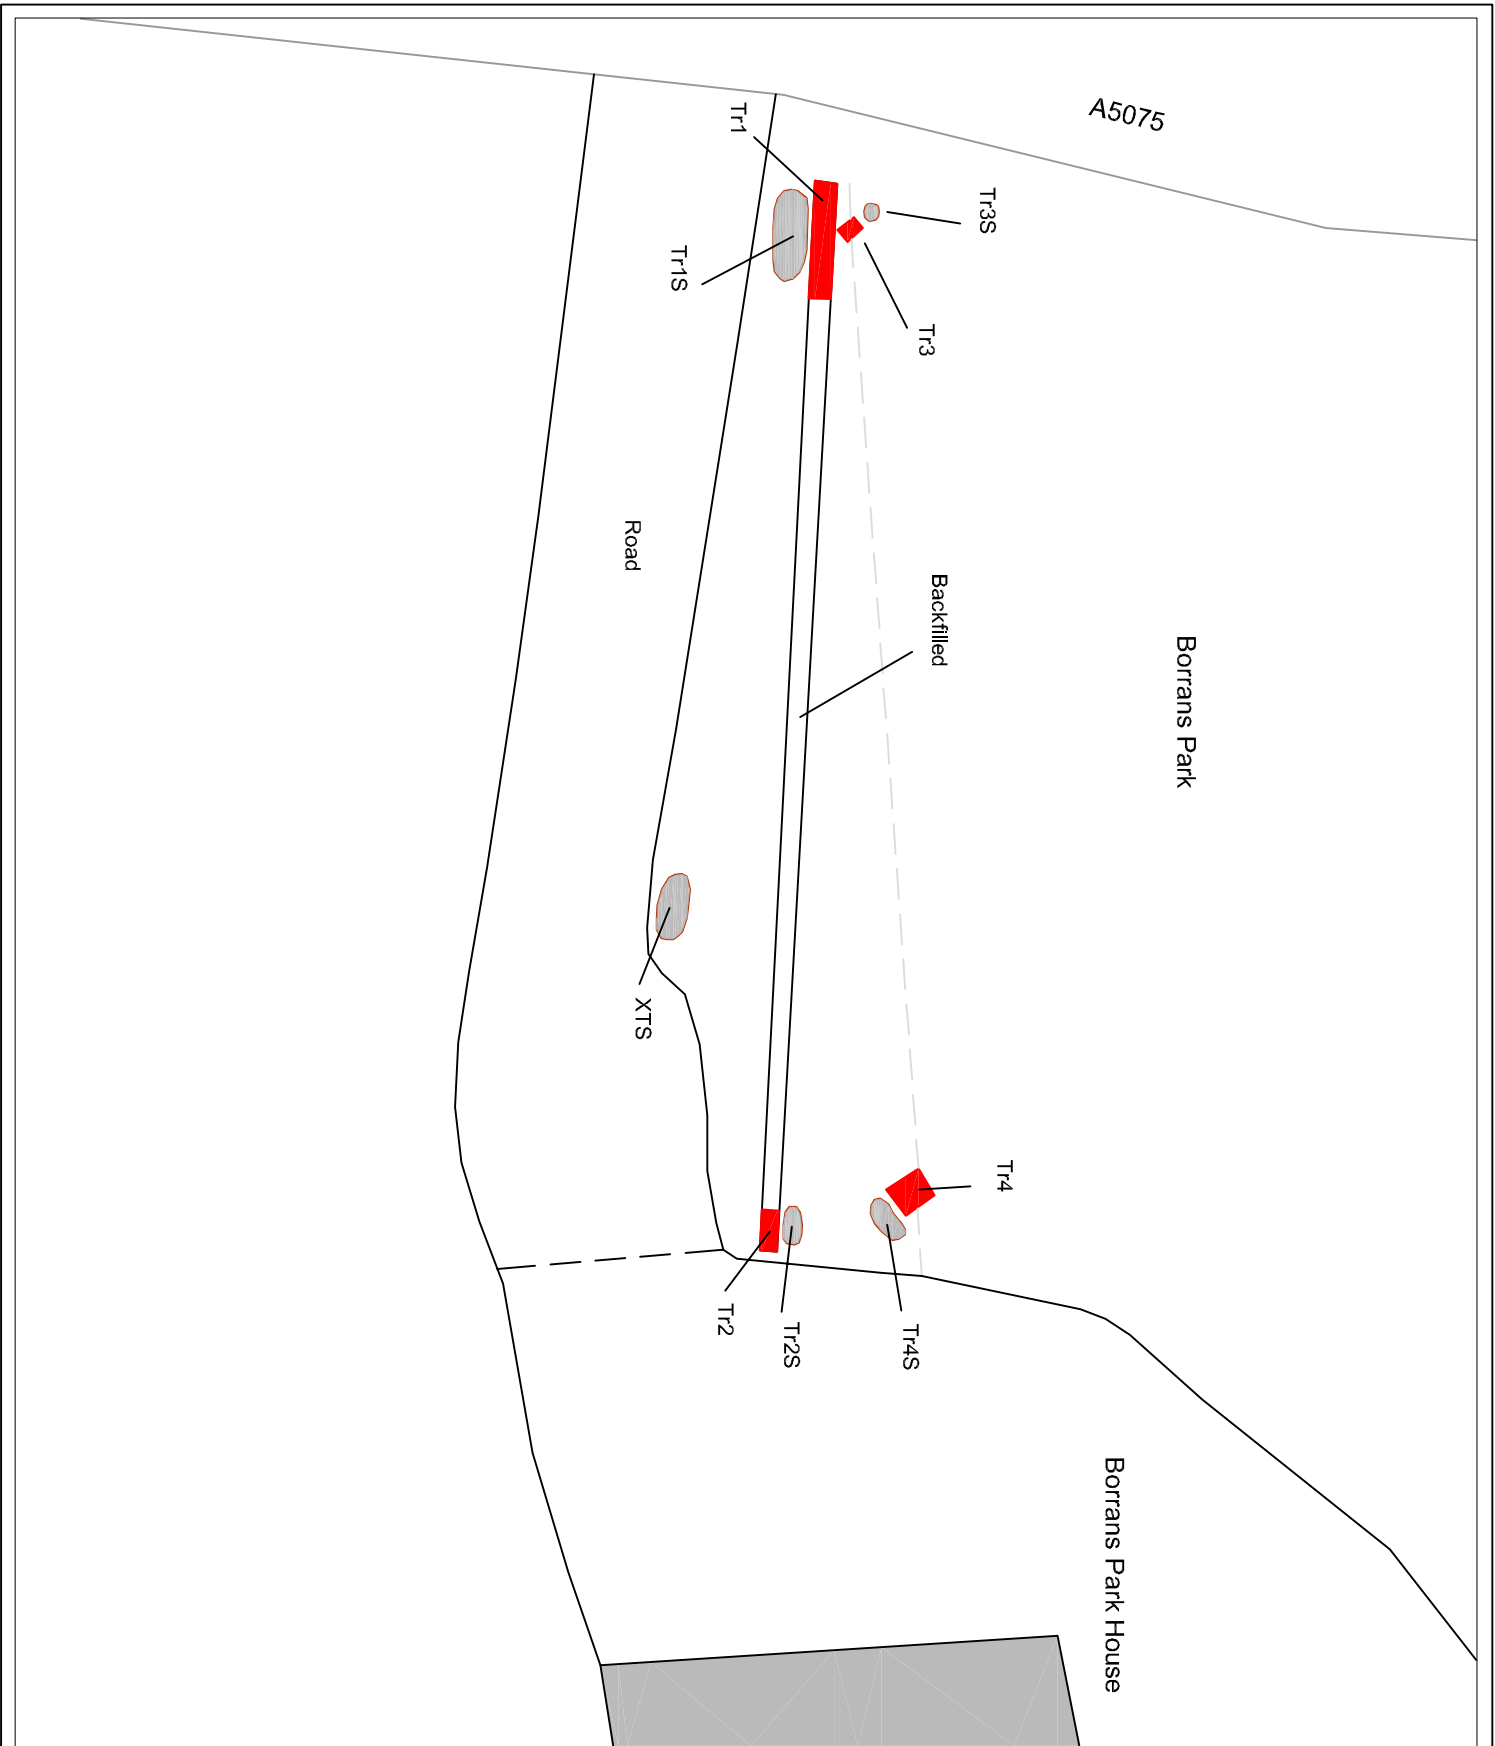 A5075
Tr1
Tr3S
Tr1S
Tr3
Road
Backfilled
Borrans Park
XTS
Tr4
Tr2
Tr2S
Tr4S
Borrans Park House